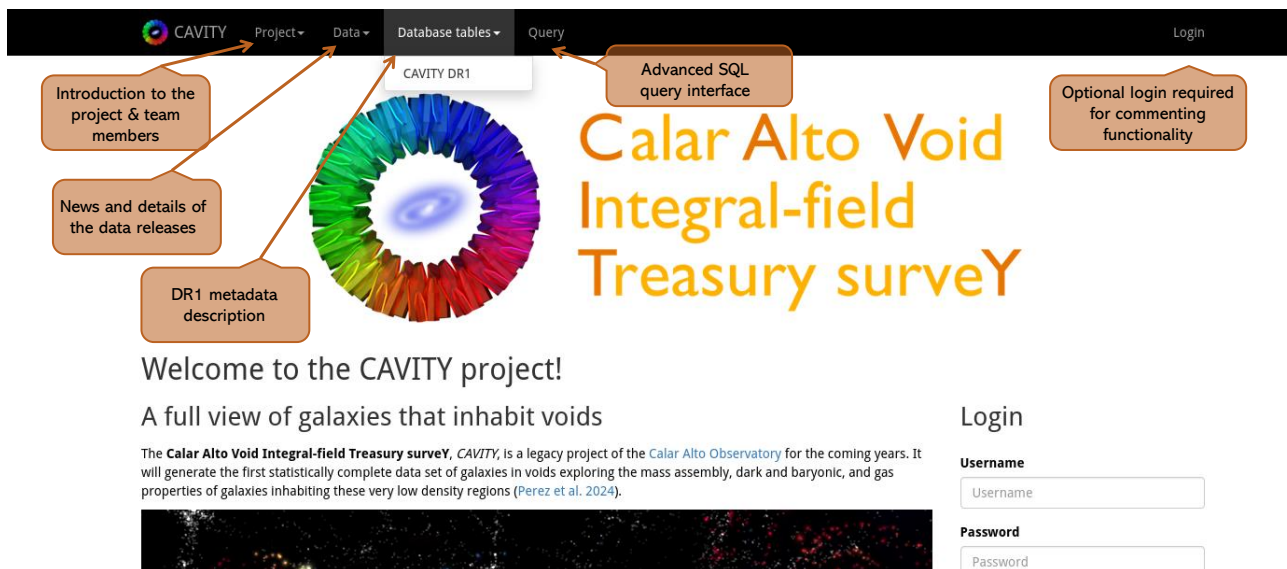 CAVITY Project Data Database tables Query Login
CAVITY DR1
Introduction to the
project & team
members
Advanced SQL
query interface
Optional login required
for commenting
functionality
News and details of
the data releases
DR1 metadata
description
Calar Alto Void
Integral-field
Treasury surveY
Welcome to the CAVITY project!
A full view of galaxies that inhabit voids
The Calar Alto Void Integral-field Treasury surveY, CAVITY, is a legacy project of the Calar Alto Observatory for the coming years. It
will generate the first statistically complete data set of galaxies in voids exploring the mass assembly, dark and baryonic, and gas
properties of galaxies inhabiting these very low density regions (Perez et al. 2024).
Login
Username
Username
Password
Password